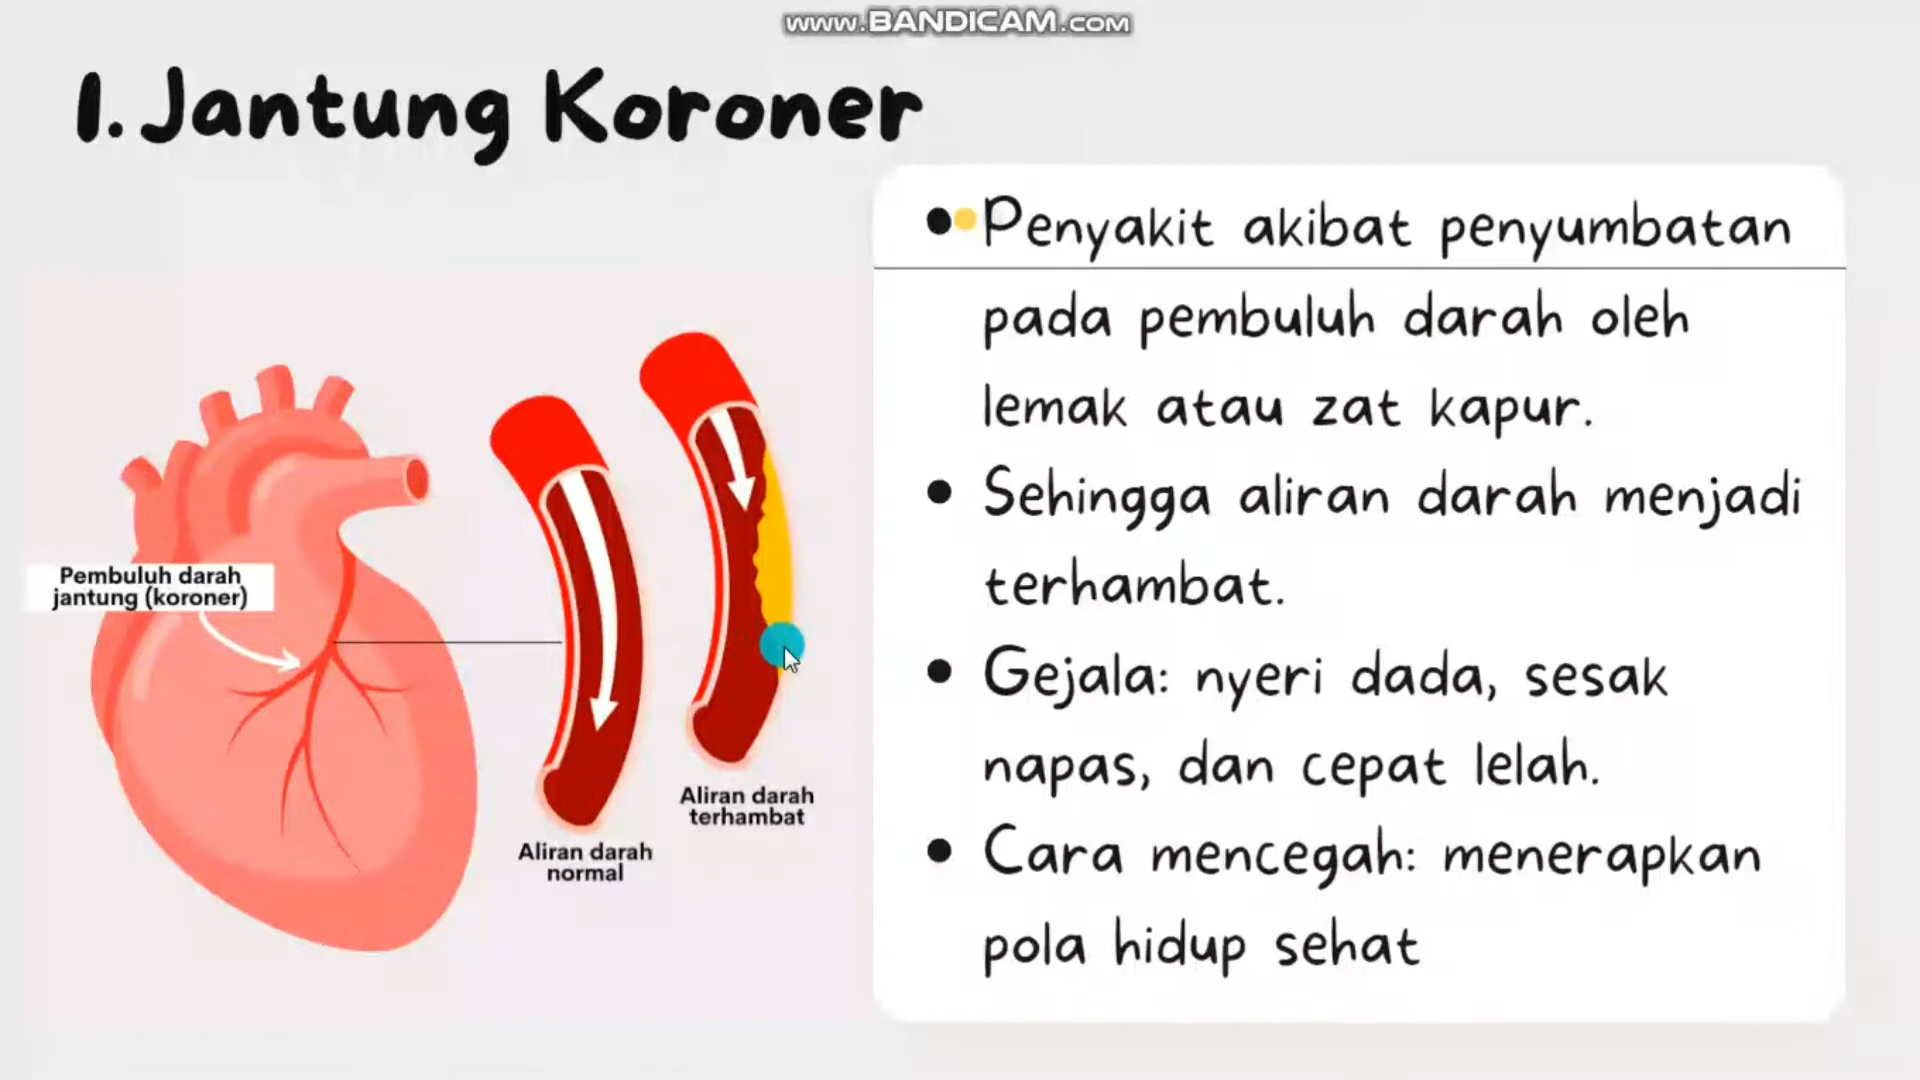 www.BANDICAM.com
1. Jantung Koroner
Penyakit akibat penyumbatan
pada pembuluh darah oleh
lemak atau zat kapur.
Sehingga aliran darah menjadi
terhambat.
Gejala: nyeri dada, sesak
napas, dan cepat lelah.
Cara mencegah: menerapkan
pola hidup sehat
Pembuluh darah
jantung (koroner)
Aliran darah
normal
Aliran darah
terhambat